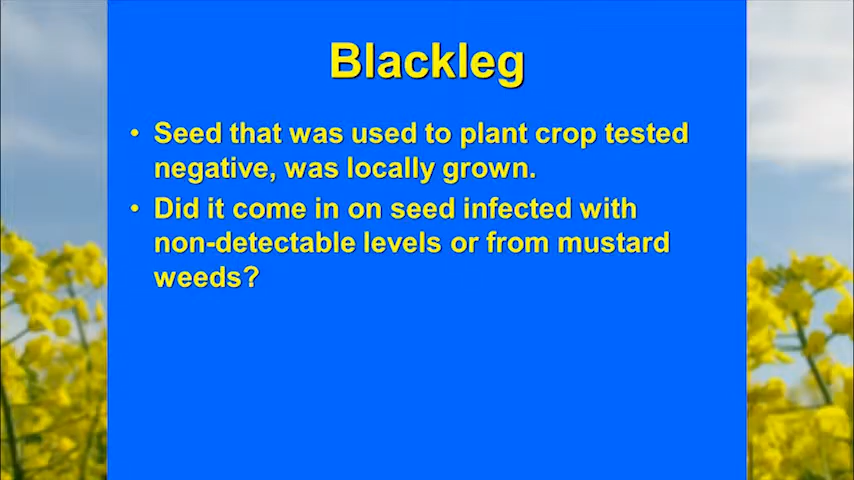 Blackleg
• Seed that was used to plant crop tested
negative, was locally grown.
• Did it come in on seed infected with
non-detectable levels or from mustard
weeds?